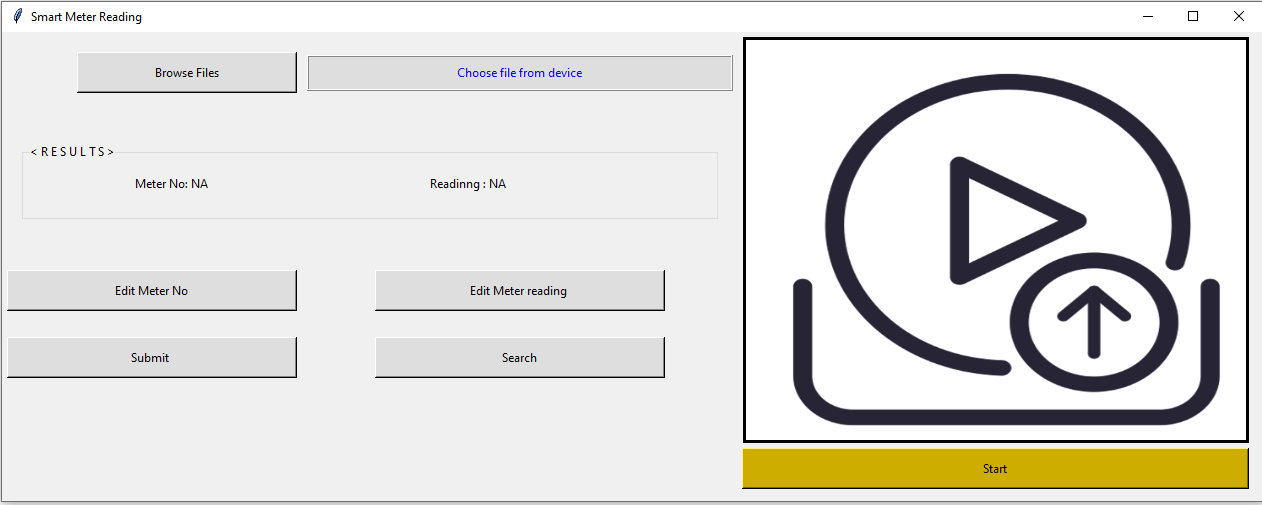 Smart Meter Reading
Browse Files
Choose file from device
< R E S U L T S >
Meter No: NA
Readinng : NA
Edit Meter No
Edit Meter reading
Submit
Search
Start